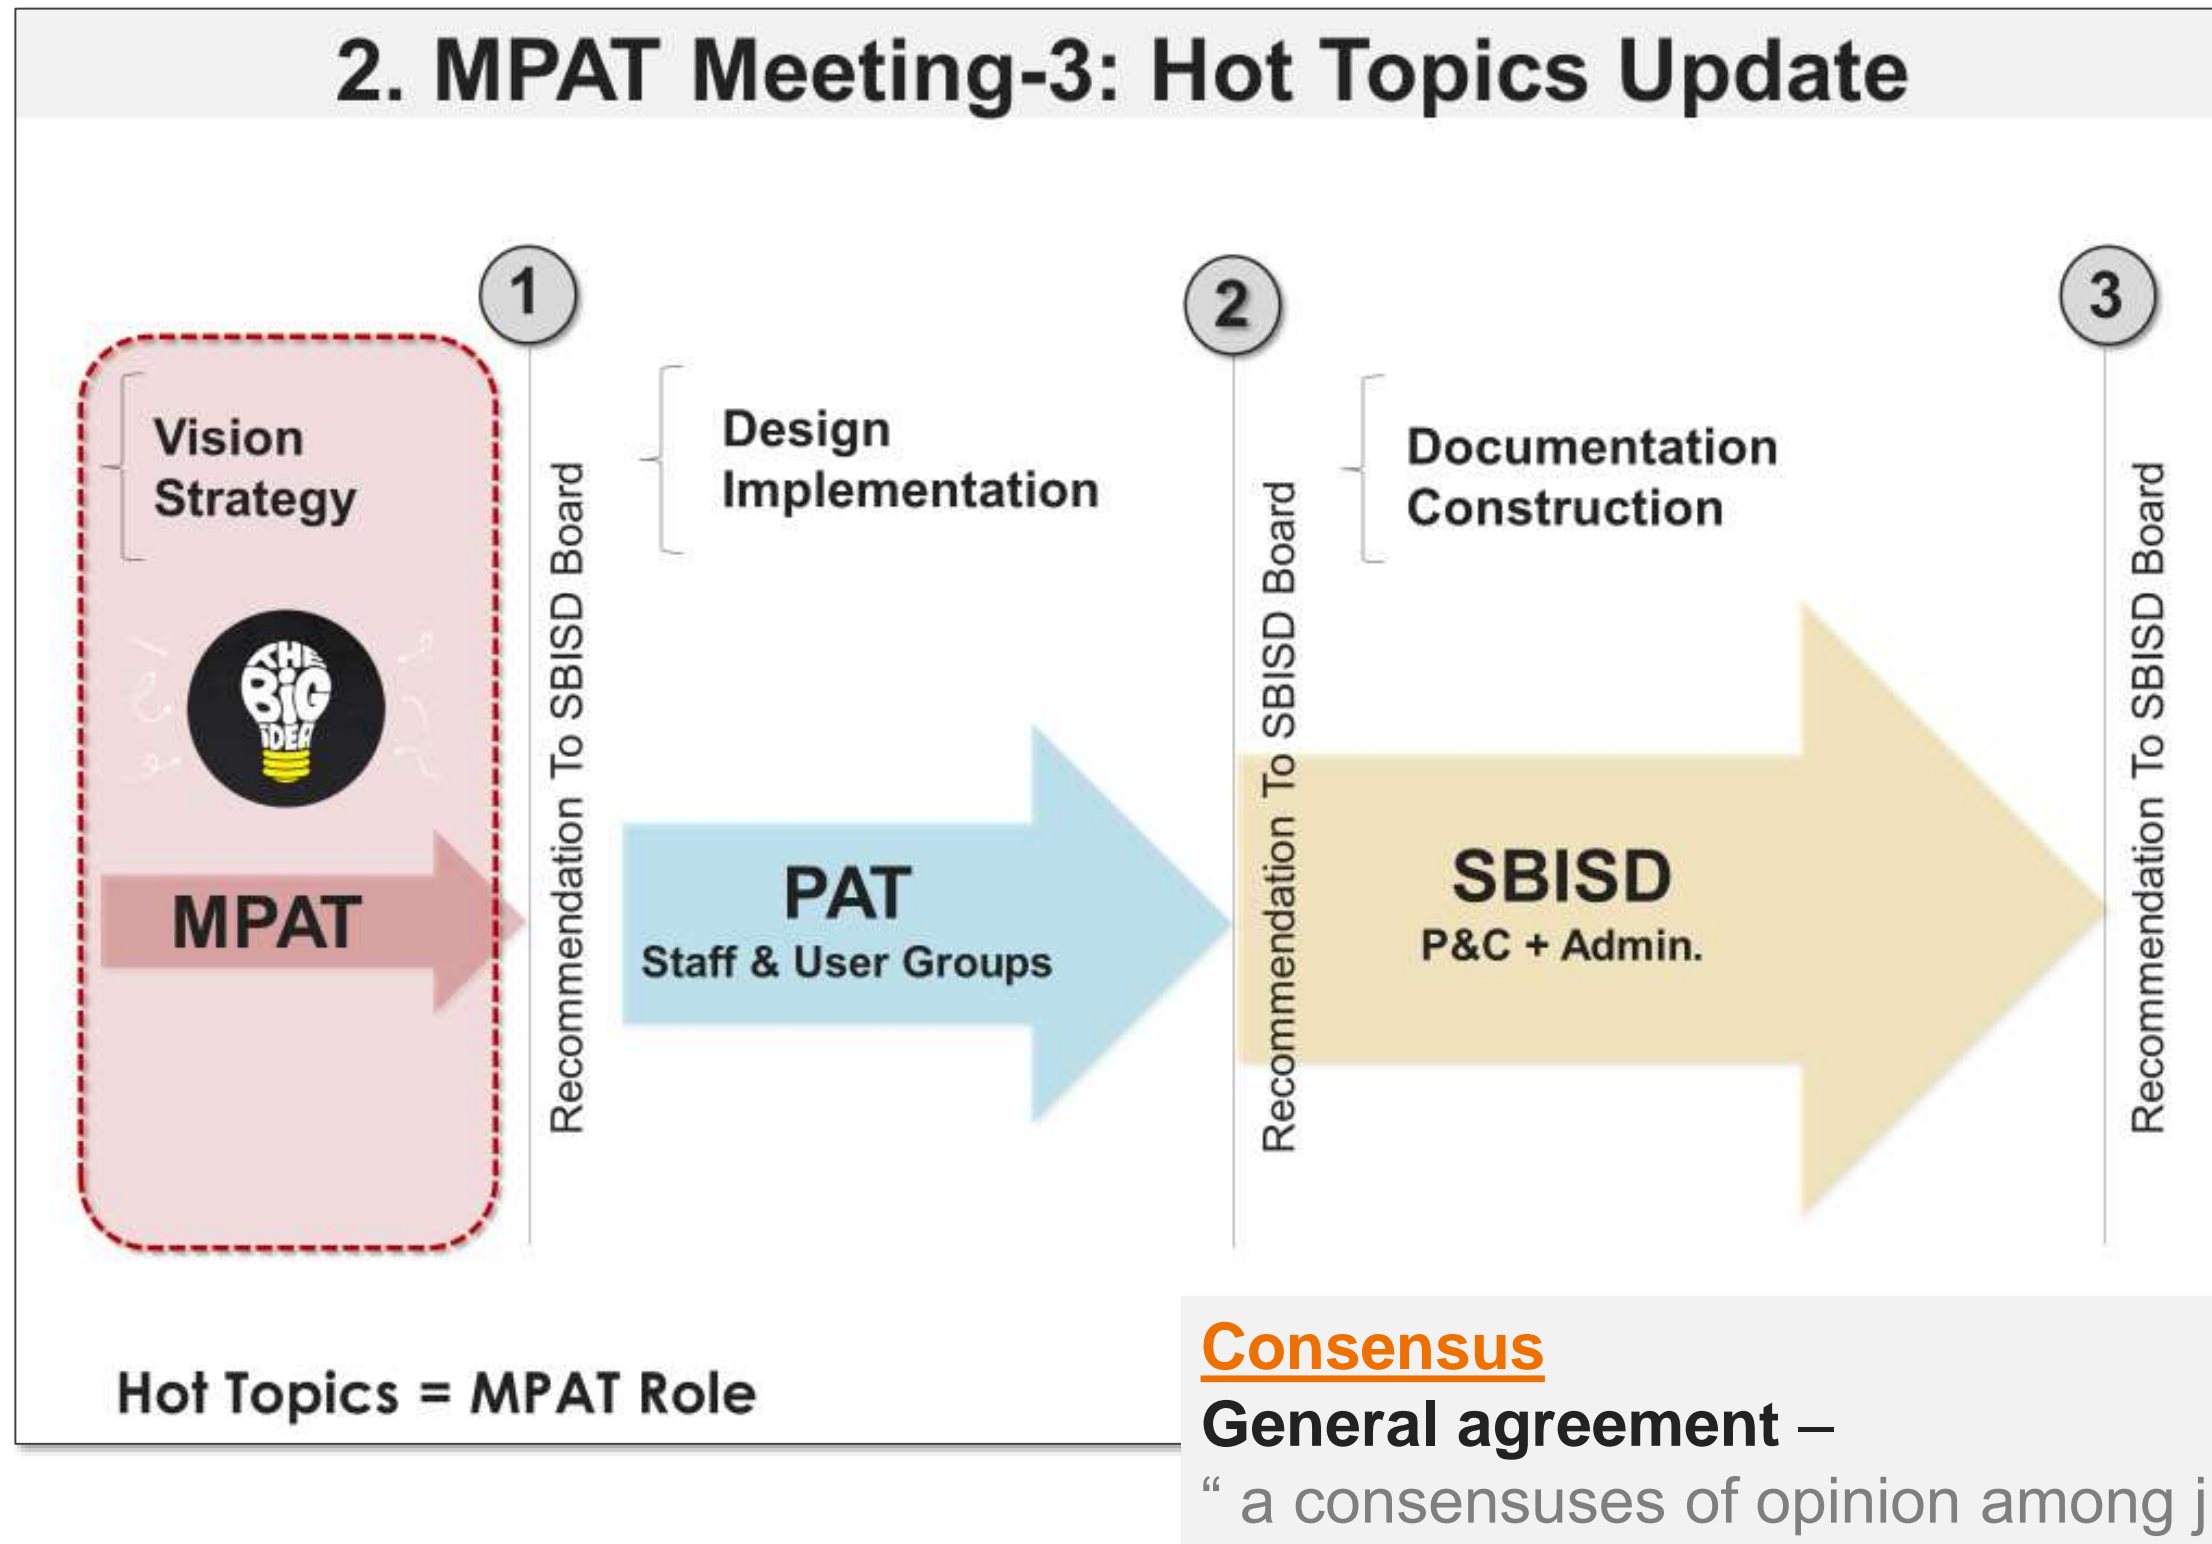 2. MPAT Meeting-3: Hot Topics Update
1
2
3
Vision
Strategy
THE
BIG
IDEA
MPAT
Recommendation To SBISD Board
Design
Implementation
PAT
Staff & User Groups
Recommendation To SBISD Board
Documentation
Construction
SBISD
P&C + Admin.
Recommendation To SBISD Board
Hot Topics = MPAT Role
Consensus
General agreement –
“ a consensuses of opinion among j